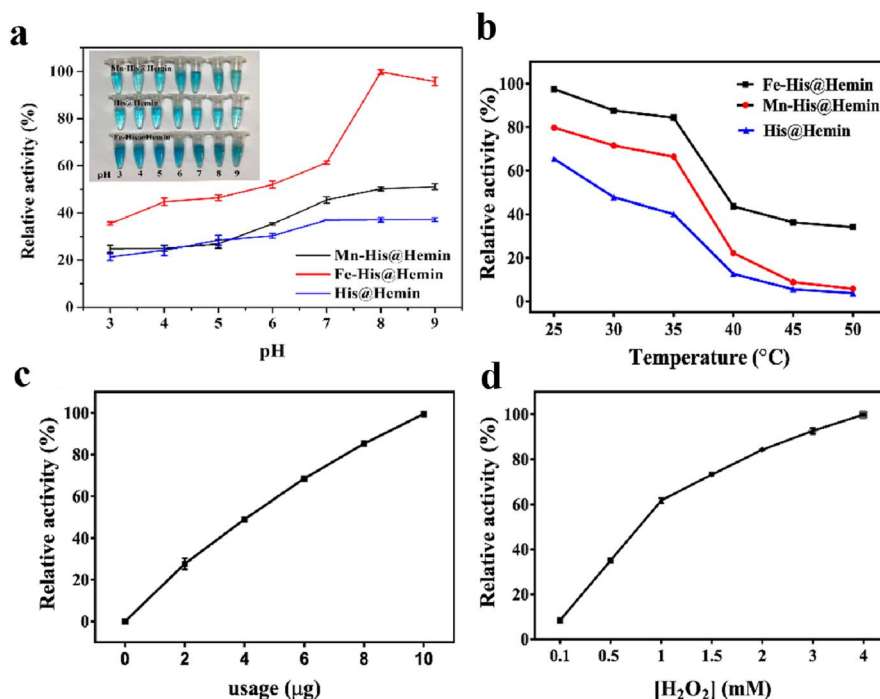 a
Mn-His@Hemin
His@Hemin
Fe-His@Hemin
pH 3 4 5 6 7 8 9
100
80
60
40
20
0
Relative activity (%)
3 4 5 6 7 8 9
pH
Mn-His@Hemin
Fe-His@Hemin
His@Hemin
b
100
80
60
40
20
0
Relative activity (%)
25 30 35 40 45 50
Temperature (°C)
Fe-His@Hemin
Mn-His@Hemin
His@Hemin
c
100
80
60
40
20
0
Relative activity (%)
0 2 4 6 8 10
usage (μg)
d
100
80
60
40
20
0
Relative activity (%)
0.1 0.5 1 1.5 2 3 4
[H₂O₂] (mM)